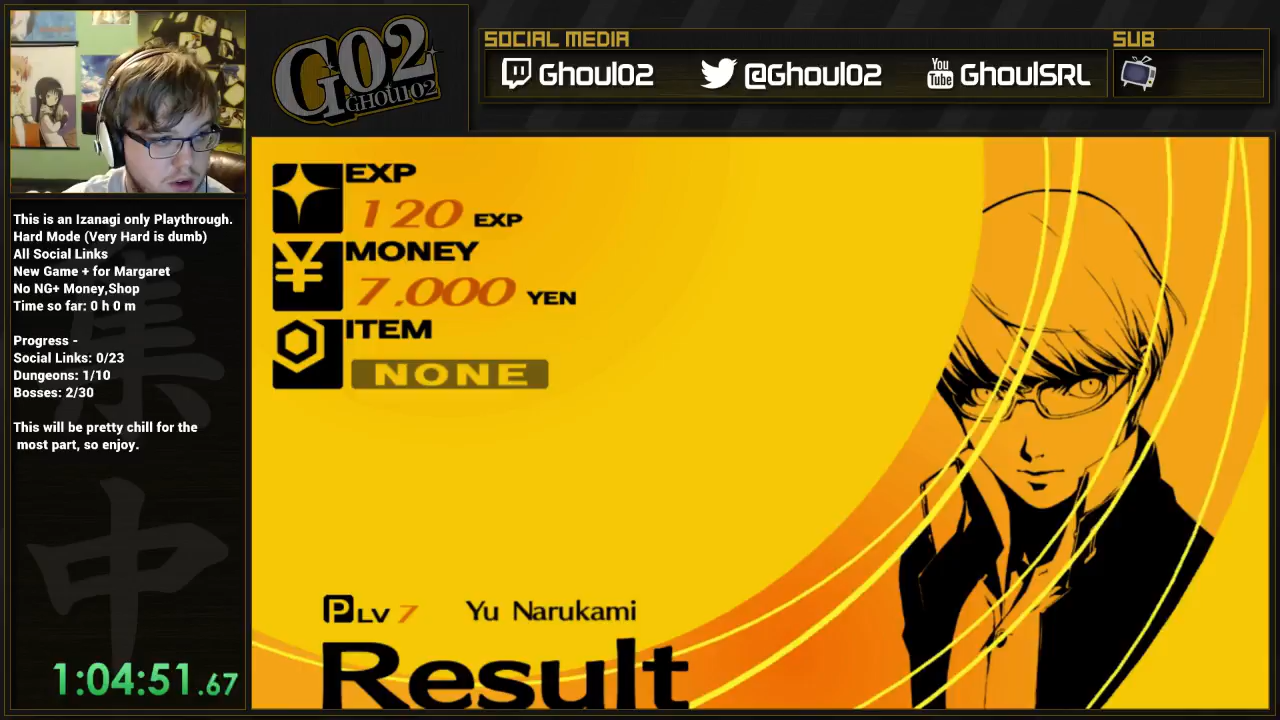 G02
GHOUL02
SOCIAL MEDIA
SUB
Ghoul02
@Ghoul02
You
Tube
GhoulSRL
This is an Izanagi only Playthrough.
Hard Mode (Very Hard is dumb)
All Social Links
New Game + for Margaret
No NG+ Money,Shop
Time so far: 0 h 0 m
Progress -
Social Links: 0/23
Dungeons: 1/10
Bosses: 2/30
This will be pretty chill for the
most part, so enjoy.
集
中
1:04:51.67
EXP
120 EXP
¥
MONEY
7,000 YEN
ITEM
NONE
P LV 7 Yu Narukami
Result